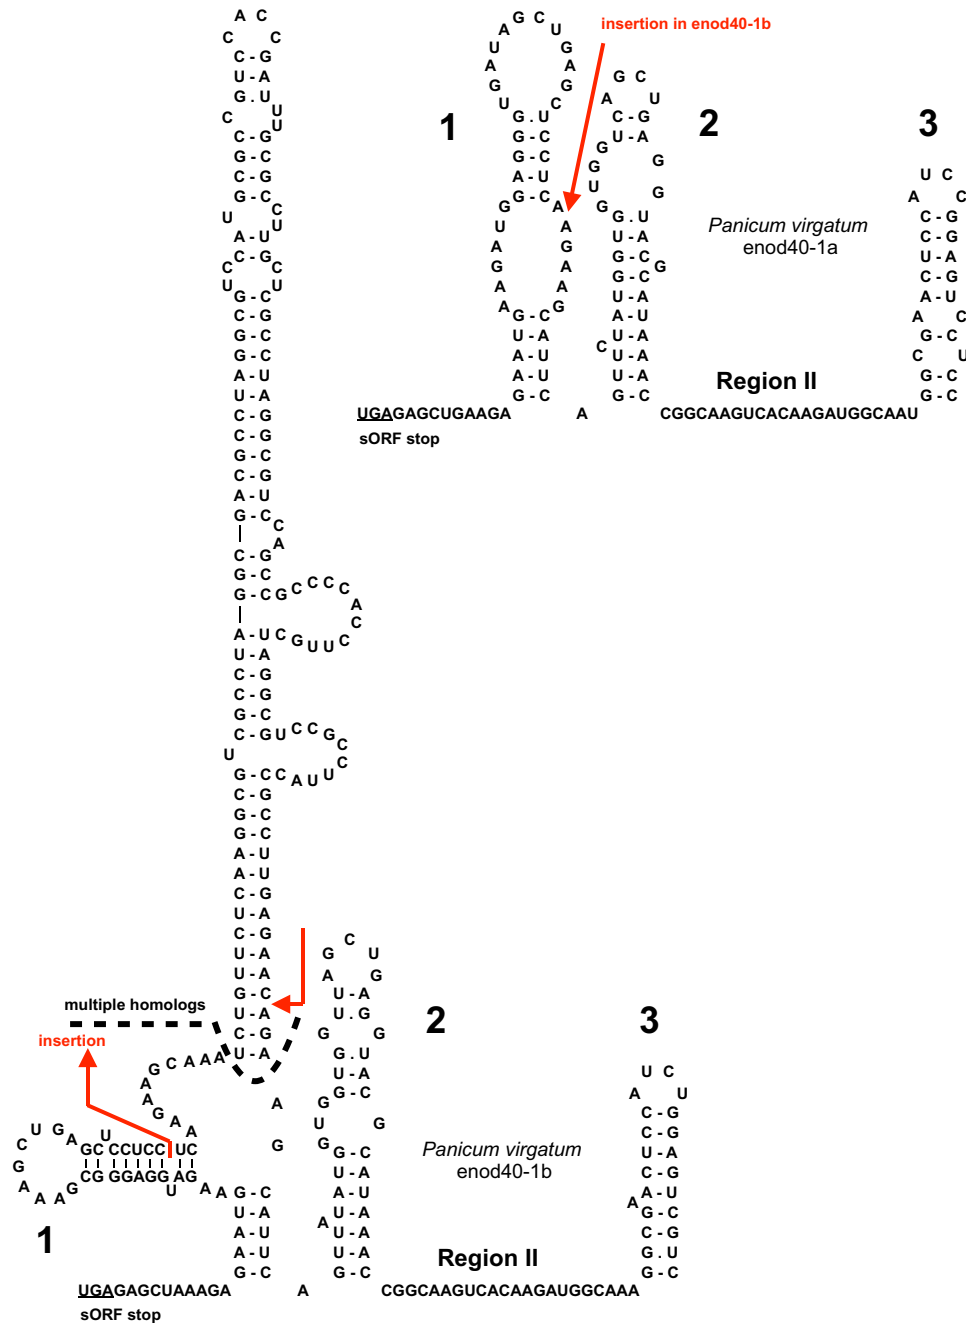 insertion in enod40-1b
1
2
3
A C
C C
C - G
U - A
G - U U
C U
C - G
G - C
C - G
G - C
U C
U
A - U
C - G
C C
U U
G - C
C - G
G - C
G - C
A - U
U - A
C - G
C - G
G - C
C - G
A - U
G - C C
A
C - G
G - C
G - C G C C C C
A
C
C
A - U C G U U
U - A
C - G
C - G
G - C
C - G U C C G
C
C
U
G - C C A U U
C - G
G - C
G - C
A - U
A - U
C - G
U - A
C - G
U - A
U - A
G - C
U - A
C - G
U - A
G C
A U
U G
A A
G G
U C
G . U
G - C
G - C
G - U
A - U
G - C
G A
U A
A G
G A
A A
A G
G - C
U - A
A - U
A - U
G - C
G C
A U
C . G
U - A
G G
G
U G
G
G . U
U - A
G - C
G - C G
U - A
A - U
U - A
C
U - A
G - C
U C
A C
C - G
C - G
U - A
C - G
A - U
A C
G - C
C U
G - C
G - C
Panicum virgatum
enod40-1a
Region II
UGAGAGCUGAAGA
A
CGGCAAGUCACAAGAUGGCAAU
sORF stop
multiple homologs
insertion
1
2
3
G C U
A G
U - A
U . G
G G
G - U
U - A
G - C
G - C
U G
G
U - A
A - U
U - A
A
U - A
G - C
U C
A U
C - G
C - G
U - A
C - G
A - U
A
G - C
C - G
G - U
G - C
G C A A A A
A
A
G A A
C U G A G C U C C U C C U C
G A A A G C G G G A G G U A G A A
A
G
G - C
U - A
A - U
A - U
G - C
Panicum virgatum
enod40-1b
Region II
UGAGAGCUAAAGA
A
CGGCAAGUCACAAGAUGGCAAA
sORF stop